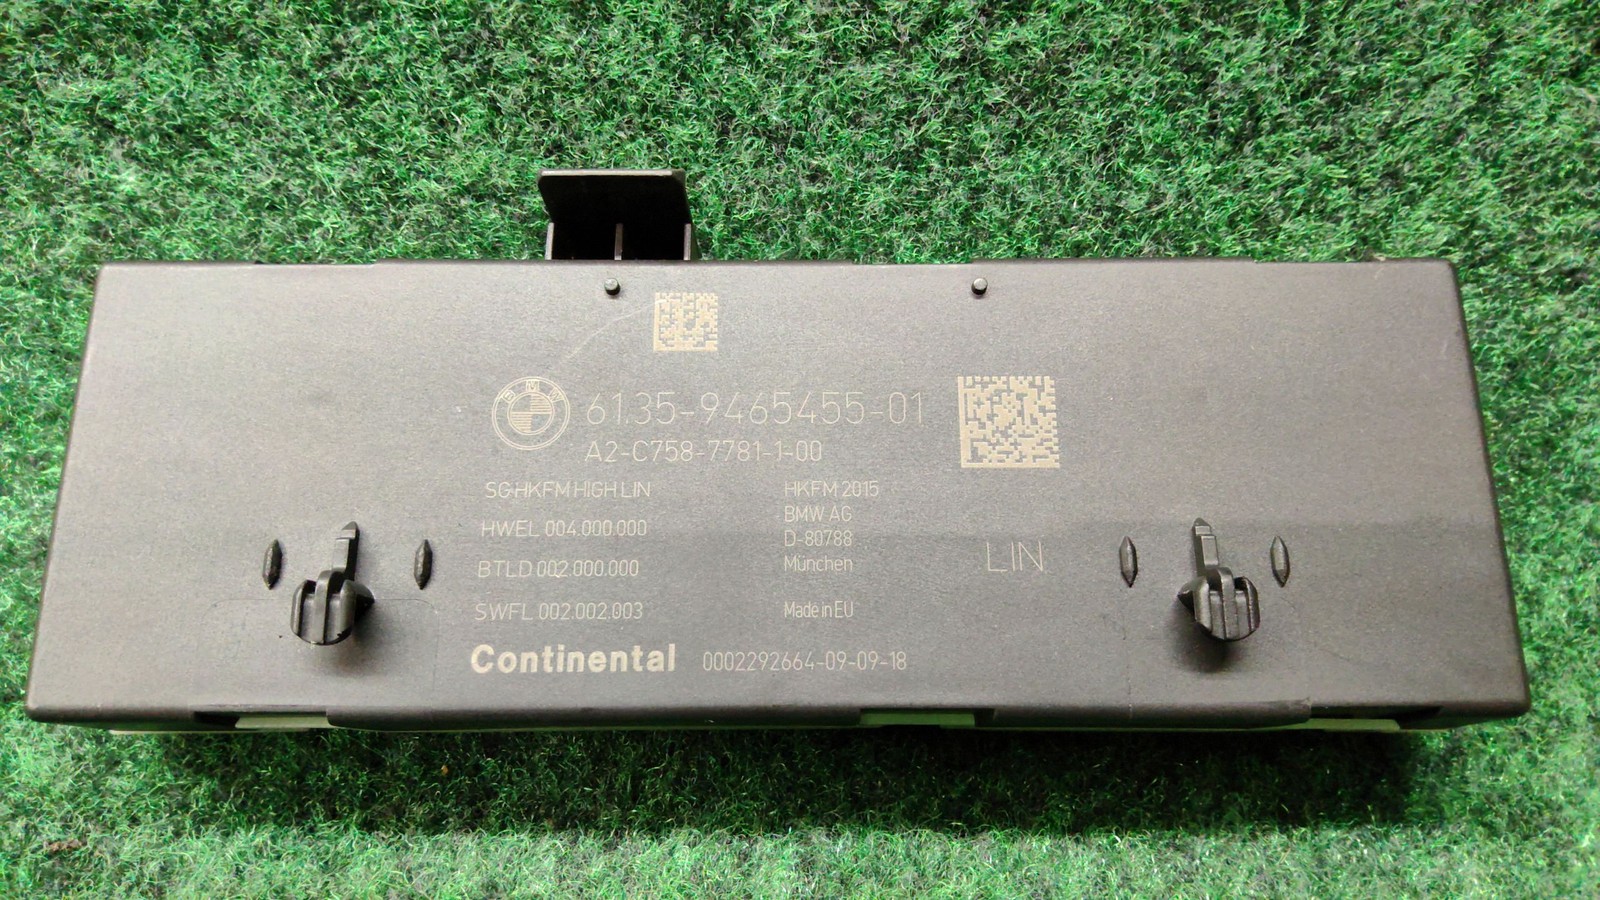 BMW
6135-9465455-01
A2-C758-7781-1-00
SG HKFM HIGH LIN
HWEL 004.000.000
BTLD 002.000.000
SWFL 002.002.003
HKFM 2015
BMW AG
D-80788
München
Made in EU
LIN
Continental 0002292664-09-09-18